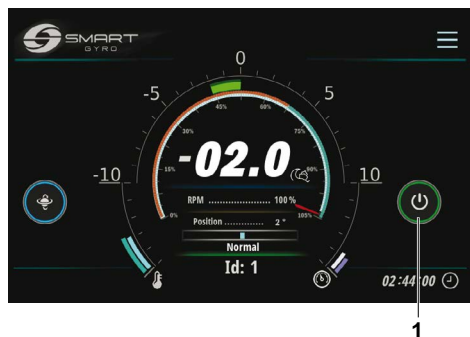 SMART
GYRO
0
-5
5
-10
10
45%
60%
30%
75%
15%
90%
0%
105%
-02.0
RPM .................... 100 %
Position ............. 2 °
Normal
Id: 1
02:44:00
1